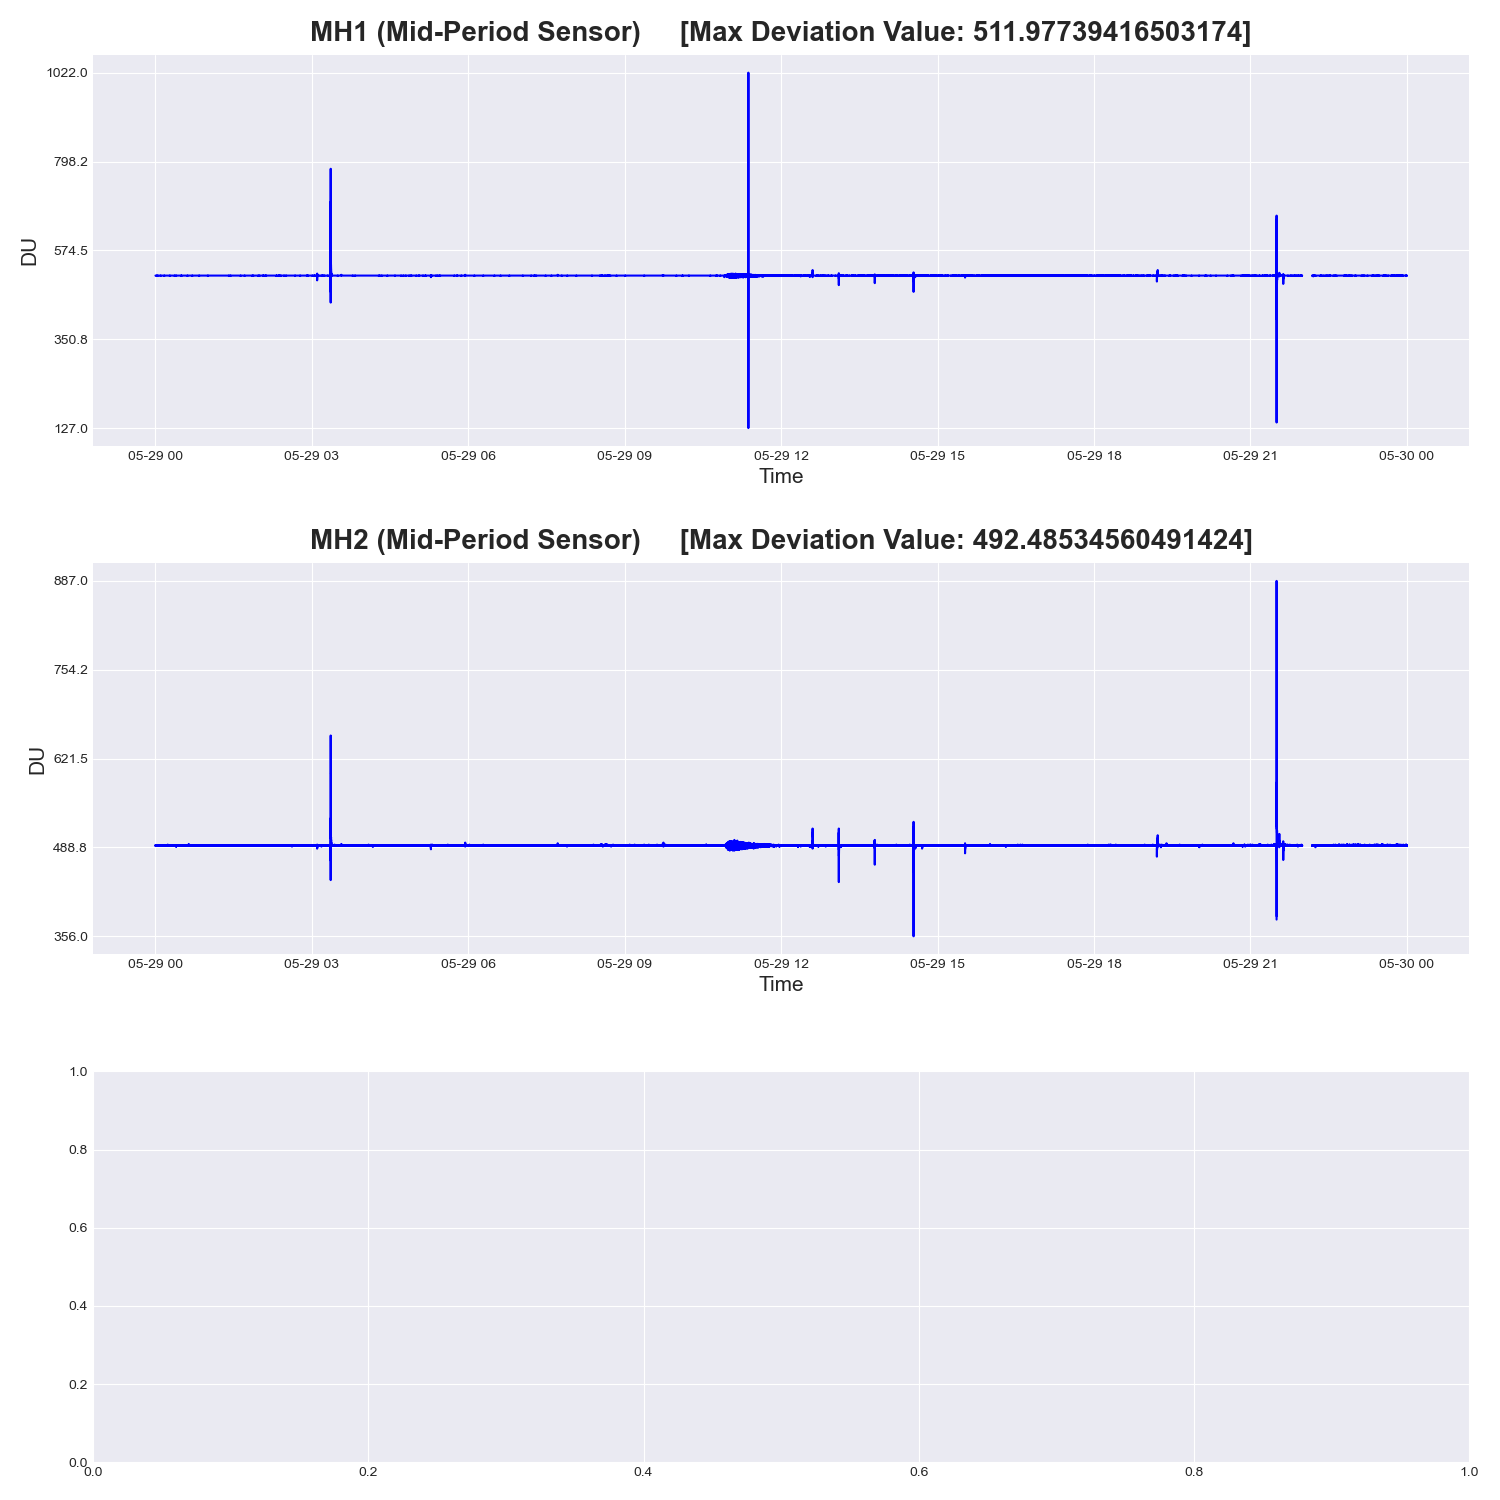 MH1 (Mid-Period Sensor) [Max Deviation Value: 511.97739416503174]
1022.0
798.2
574.5
350.8
127.0
DU
05-29 00 05-29 03 05-29 06 05-29 09 05-29 12 05-29 15 05-29 18 05-29 21 05-30 00
Time
MH2 (Mid-Period Sensor) [Max Deviation Value: 492.48534560491424]
887.0
754.2
621.5
488.8
356.0
DU
05-29 00 05-29 03 05-29 06 05-29 09 05-29 12 05-29 15 05-29 18 05-29 21 05-30 00
Time
1.0
0.8
0.6
0.4
0.2
0.0
0.0 0.2 0.4 0.6 0.8 1.0